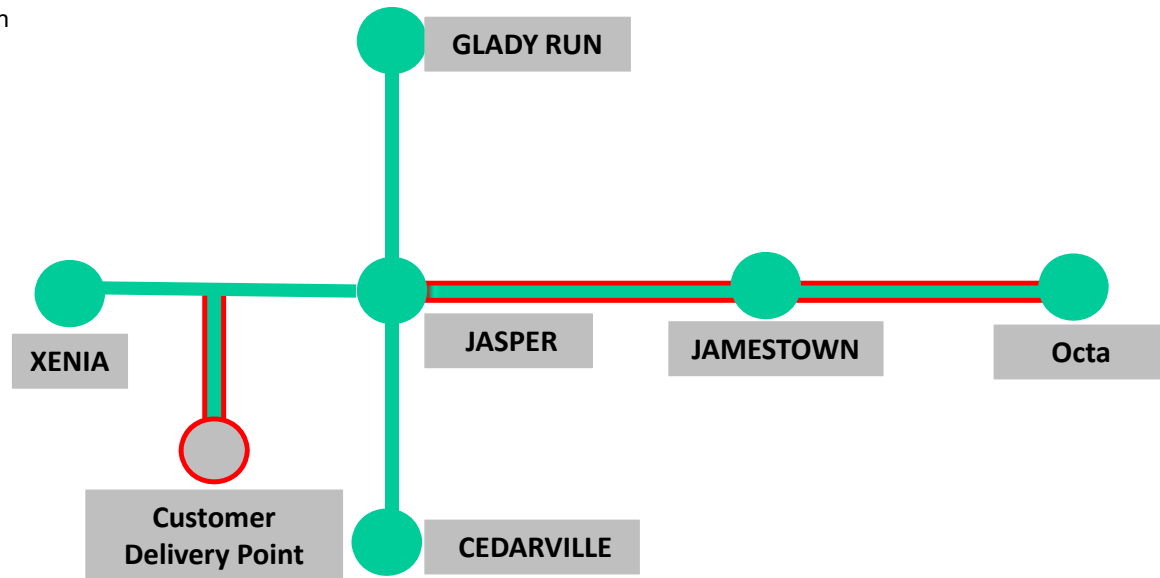 n
GLADY RUN
XENIA
JASPER
JAMESTOWN
Octa
Customer
Delivery Point
CEDARVILLE